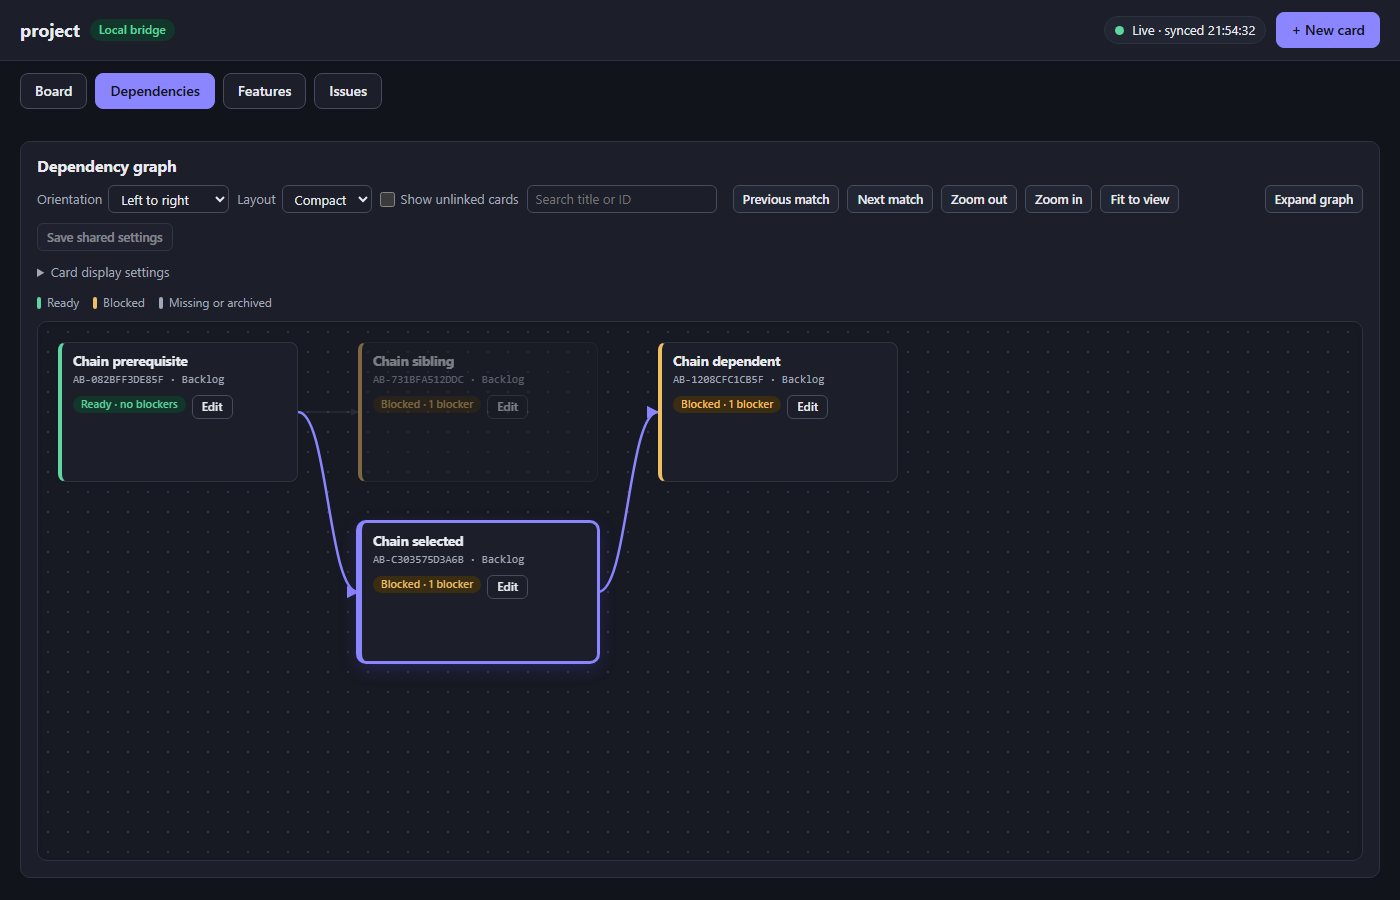 project Local bridge Live · synced 21:54:32 + New card
Board Dependencies Features Issues
Dependency graph
Orientation Left to right Layout Compact Show unlinked cards Search title or ID Previous match Next match Zoom out Zoom in Fit to view Expand graph
Save shared settings
Card display settings
Ready Blocked Missing or archived
Chain prerequisite
AB-082BFF3DE85F · Backlog
Ready · no blockers Edit
Chain sibling
AB-731BFA512DDC · Backlog
Blocked · 1 blocker Edit
Chain dependent
AB-1208CFC1CB5F · Backlog
Blocked · 1 blocker Edit
Chain selected
AB-C303575D3A6B · Backlog
Blocked · 1 blocker Edit